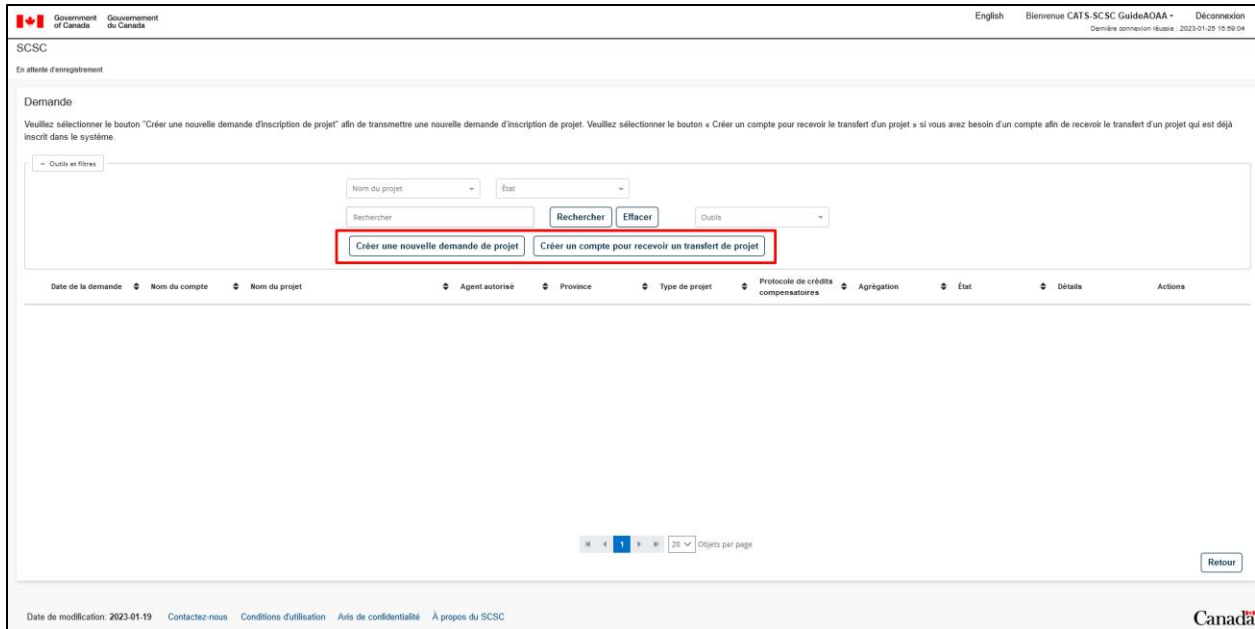 Government of Canada Gouvernement du Canada
English Bienvenue CATS-SCSC GuideAOAA Déconnexion
Dernière connexion réussie : 2023-01-26 16:59:04
SCSC
En attente d'enregistrement
Demande
Veuillez sélectionner le bouton "Créer une nouvelle demande d'inscription de projet" afin de transmettre une nouvelle demande d'inscription de projet. Veuillez sélectionner le bouton « Créer un compte pour recevoir le transfert d'un projet » si vous avez besoin d'un compte afin de recevoir le transfert d'un projet qui est déjà
inscrit dans le système.
− Outils et filtres
Nom du projet État
Rechercher Rechercher Effacer Outils
Créer une nouvelle demande de projet Créer un compte pour recevoir un transfert de projet
Date de la demande Nom du compte Nom du projet Agent autorisé Province Type de projet Protocole de crédits compensatoires Agrégation État Détails Actions
1 20 Objets par page
Retour
Date de modification: 2023-01-19 Contactez-nous Conditions d'utilisation Avis de confidentialité À propos du SCSC
Canada